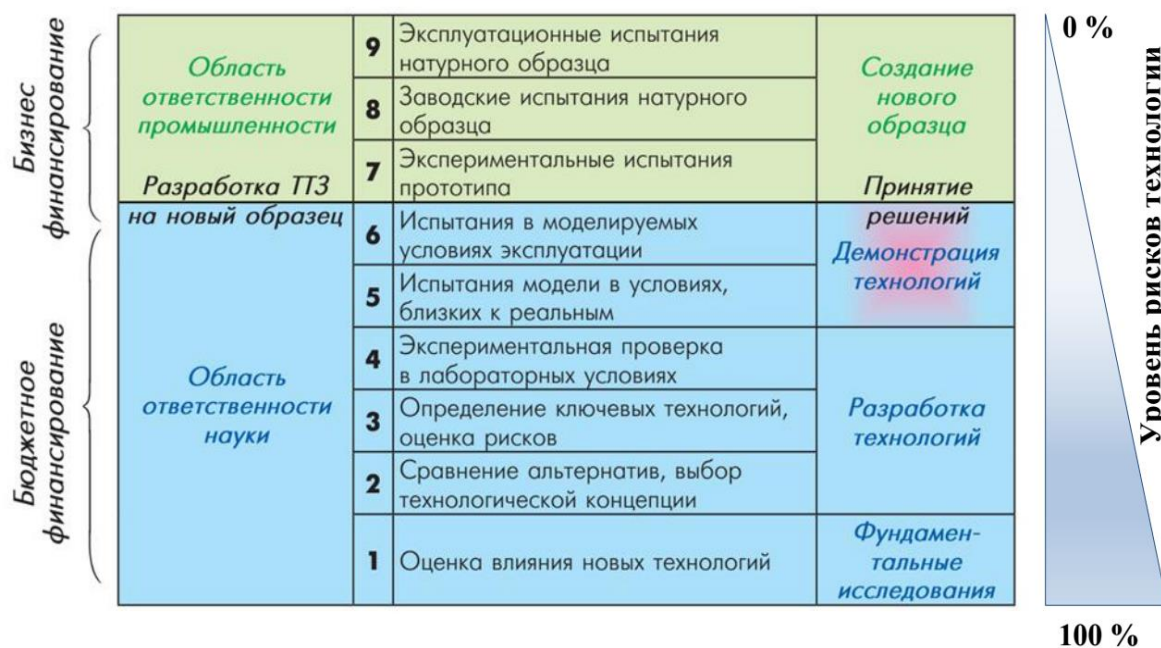 Бизнес
финансирование
Бюджетное
финансирование
Область
ответственности
промышленности
Разработка ТТЗ
на новый образец
Область
ответственности
науки
9
Эксплуатационные испытания
натурного образца
8
Заводские испытания натурного
образца
7
Экспериментальные испытания
прототипа
6
Испытания в моделируемых
условиях эксплуатации
5
Испытания модели в условиях,
близких к реальным
4
Экспериментальная проверка
в лабораторных условиях
3
Определение ключевых технологий,
оценка рисков
2
Сравнение альтернатив, выбор
технологической концепции
1
Оценка влияния новых технологий
Создание
нового
образца
Принятие
решений
Демонстрация
технологий
Разработка
технологий
Фундамен-
тальные
исследования
0 %
Уровень рисков технологии
100 %